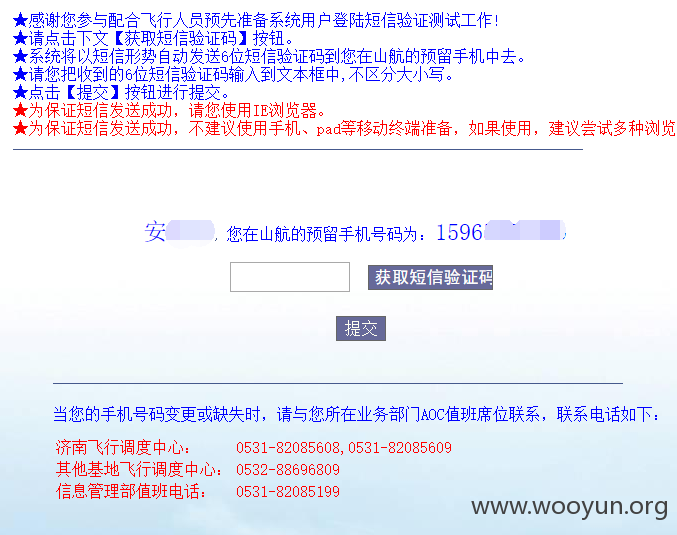 ★感谢您参与配合飞行人员预先准备系统用户登陆短信验证测试工作!
★请点击下文【获取短信验证码】按钮。
★系统将以短信形势自动发送6位短信验证码到您在山航的预留手机中去。
★请您把收到的6位短信验证码输入到文本框中,不区分大小写。
★点击【提交】按钮进行提交。
★为保证短信发送成功，请您使用IE浏览器。
★为保证短信发送成功，不建议使用手机、pad等移动终端准备，如果使用，建议尝试多种浏览
安 ，您在山航的预留手机号码为：1596
获取短信验证码
提交
当您的手机号码变更或缺失时，请与您所在业务部门AOC值班席位联系，联系电话如下：
济南飞行调度中心： 0531-82085608,0531-82085609
其他基地飞行调度中心： 0532-88696809
信息管理部值班电话： 0531-82085199
www.wooyun.org